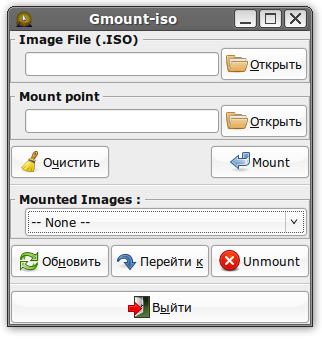 Gmount-iso
Image File (.ISO)
Открыть
Mount point
Открыть
Очистить Mount
Mounted Images :
-- None --
Обновить Перейти к Unmount
Выйти